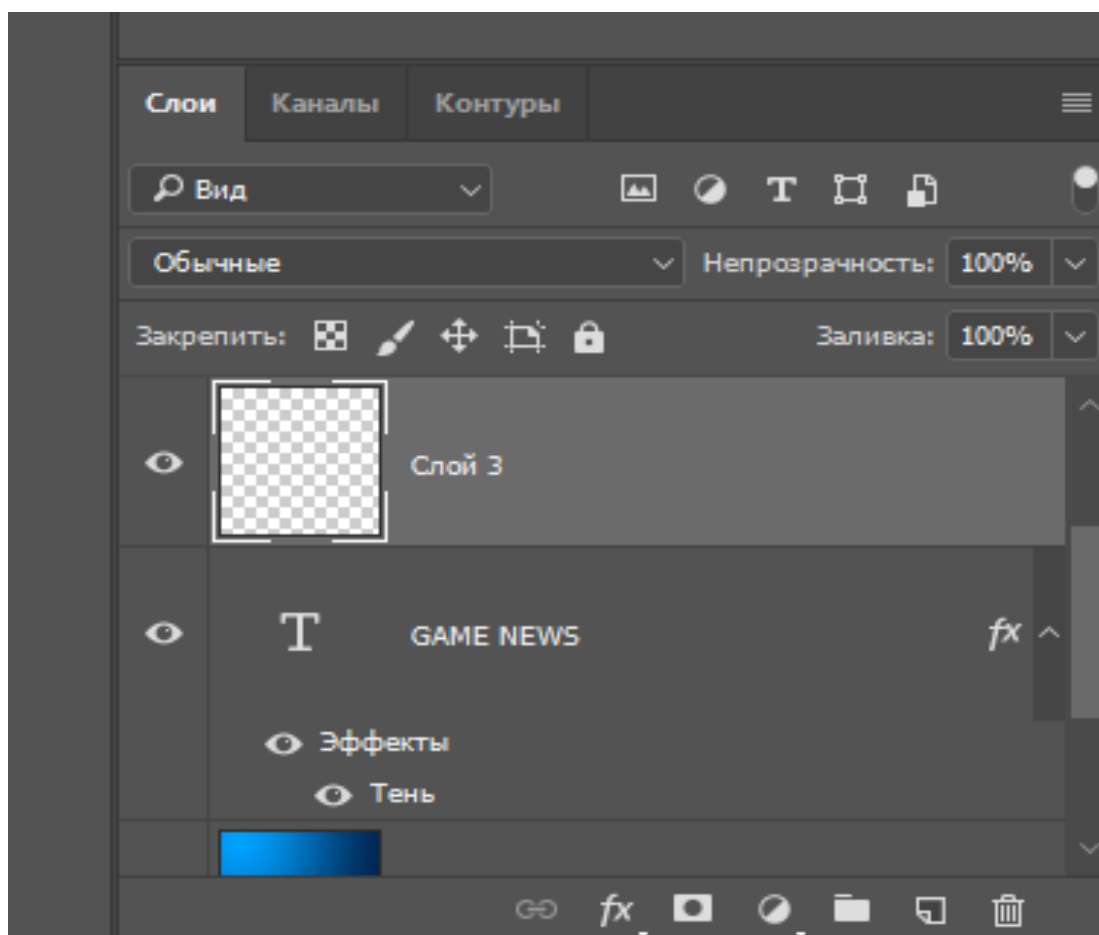 Слои Каналы Контуры
Вид
Обычные Непрозрачность: 100%
Закрепить: Заливка: 100%
Слой 3
T GAME NEWS fx
Эффекты
Тень
fx